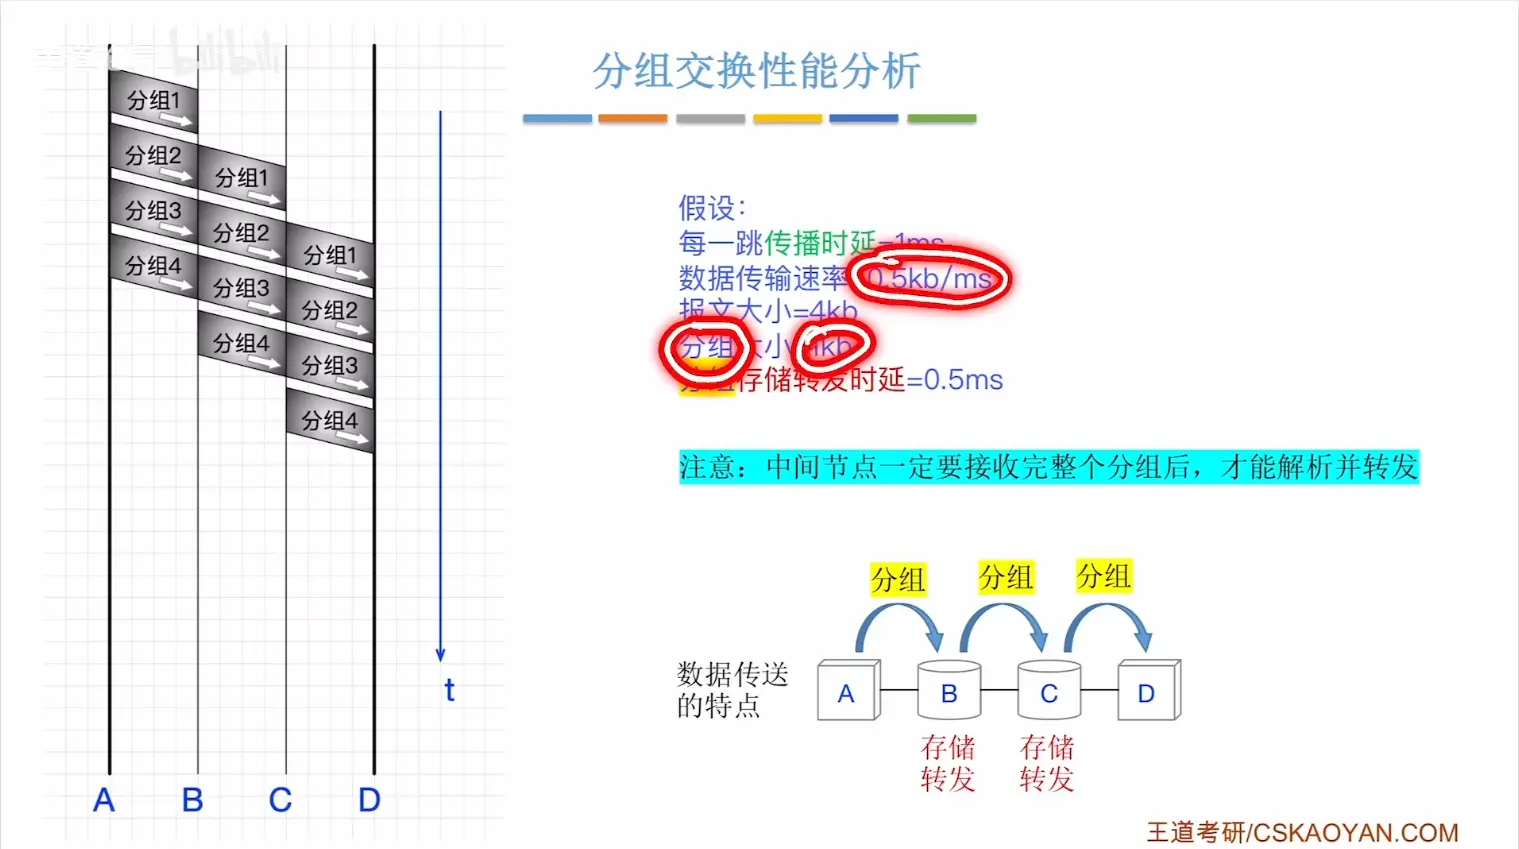 bilibili
分组交换性能分析
分组1
分组2
分组1
分组3
分组2
分组1
分组4
分组3
分组2
分组4
分组3
分组4
t
A
B
C
D
假设：
每一跳传播时延=1ms
数据传输速率 0.5kb/ms
报文大小=4kb
分组大小 1kb
分组存储转发时延=0.5ms
注意：中间节点一定要接收完整个分组后，才能解析并转发
分组
分组
分组
数据传送
的特点
A
B
C
D
存储
转发
存储
转发
王道考研/CSKAOYAN.COM